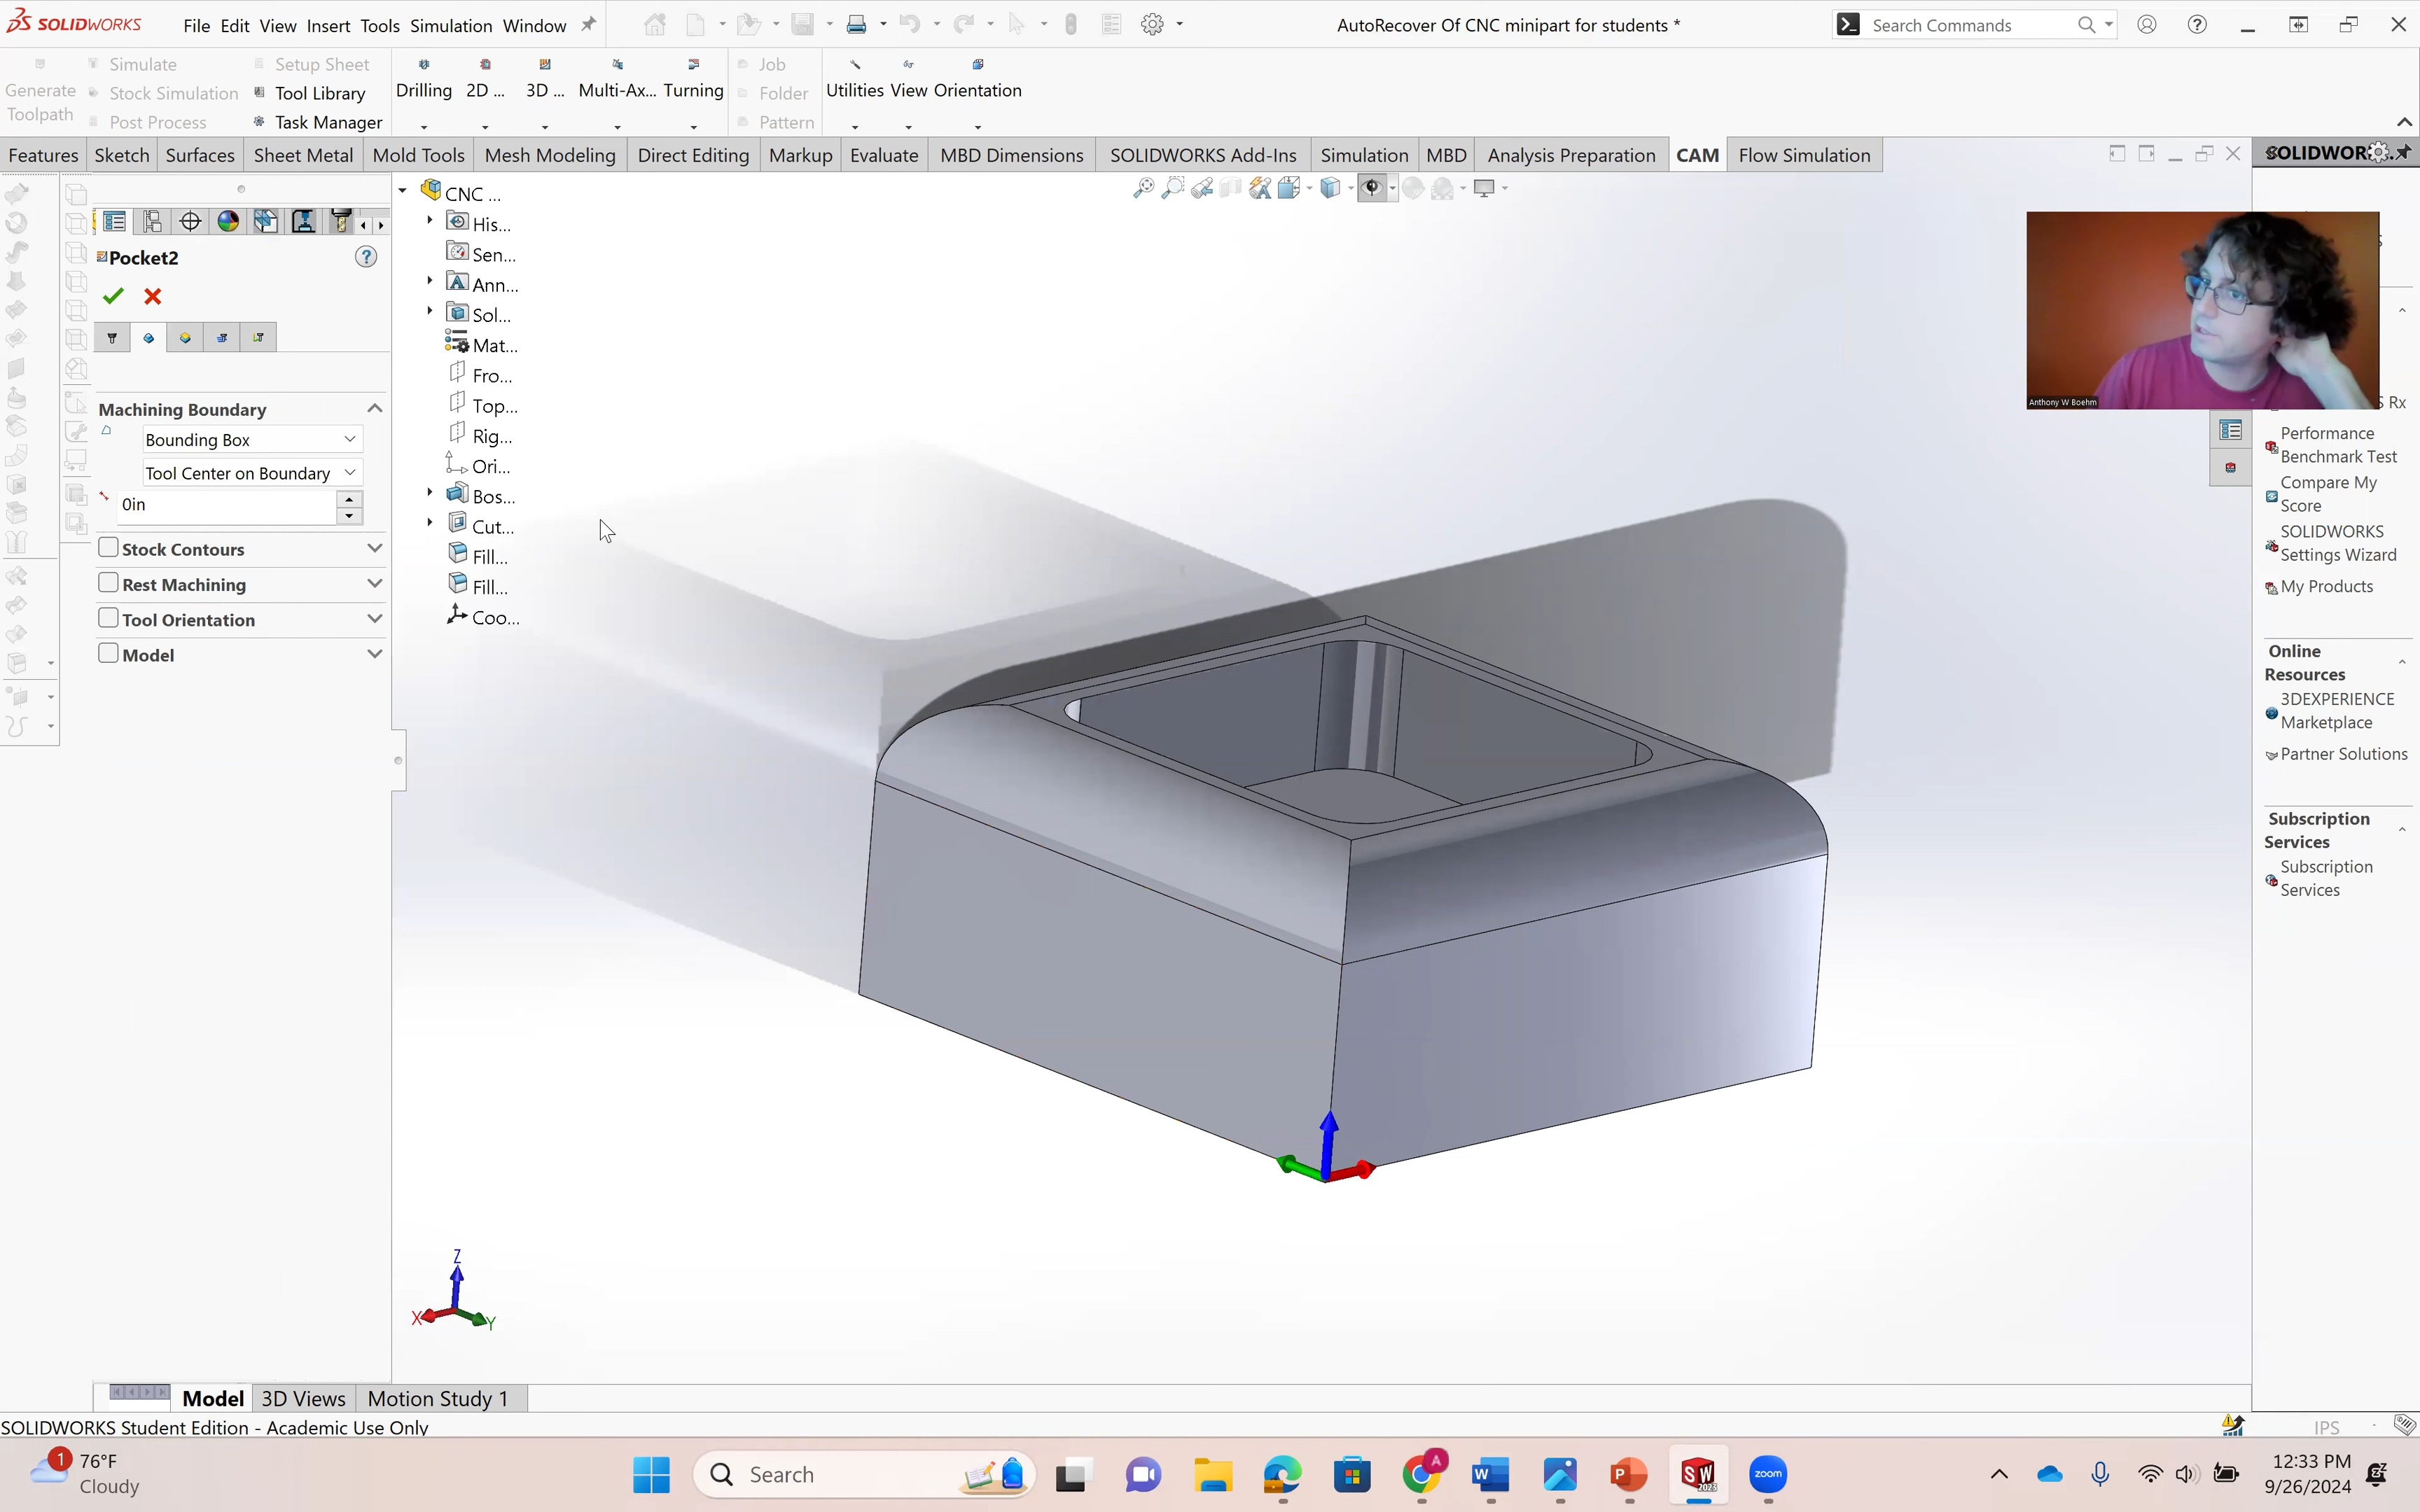 SOLIDWORKS
File Edit View Insert Tools Simulation Window
AutoRecover Of CNC minipart for students *
Search Commands
Generate
Toolpath
Simulate
Stock Simulation
Post Process
Setup Sheet
Tool Library
Task Manager
Drilling 2D ... 3D ... Multi-Ax... Turning
Job
Folder
Pattern
Utilities View Orientation
Features Sketch Surfaces Sheet Metal Mold Tools Mesh Modeling Direct Editing Markup Evaluate MBD Dimensions SOLIDWORKS Add-Ins Simulation MBD Analysis Preparation CAM Flow Simulation
Pocket2
Machining Boundary
Bounding Box
Tool Center on Boundary
0in
Stock Contours
Rest Machining
Tool Orientation
Model
CNC ...
His...
Sen...
Ann...
Sol...
Mat...
Fro...
Top...
Rig...
Ori...
Bos...
Cut...
Fill...
Fill...
Coo...
Z
X
Y
Anthony W Boehm
Rx
Performance
Benchmark Test
Compare My
Score
SOLIDWORKS
Settings Wizard
My Products
Online
Resources
3DEXPERIENCE
Marketplace
Partner Solutions
Subscription
Services
Subscription
Services
Model 3D Views Motion Study 1
SOLIDWORKS Student Edition - Academic Use Only
IPS -
1
76°F
Cloudy
Search
A
W
P
SW
2023
zoom
12:33 PM
9/26/2024